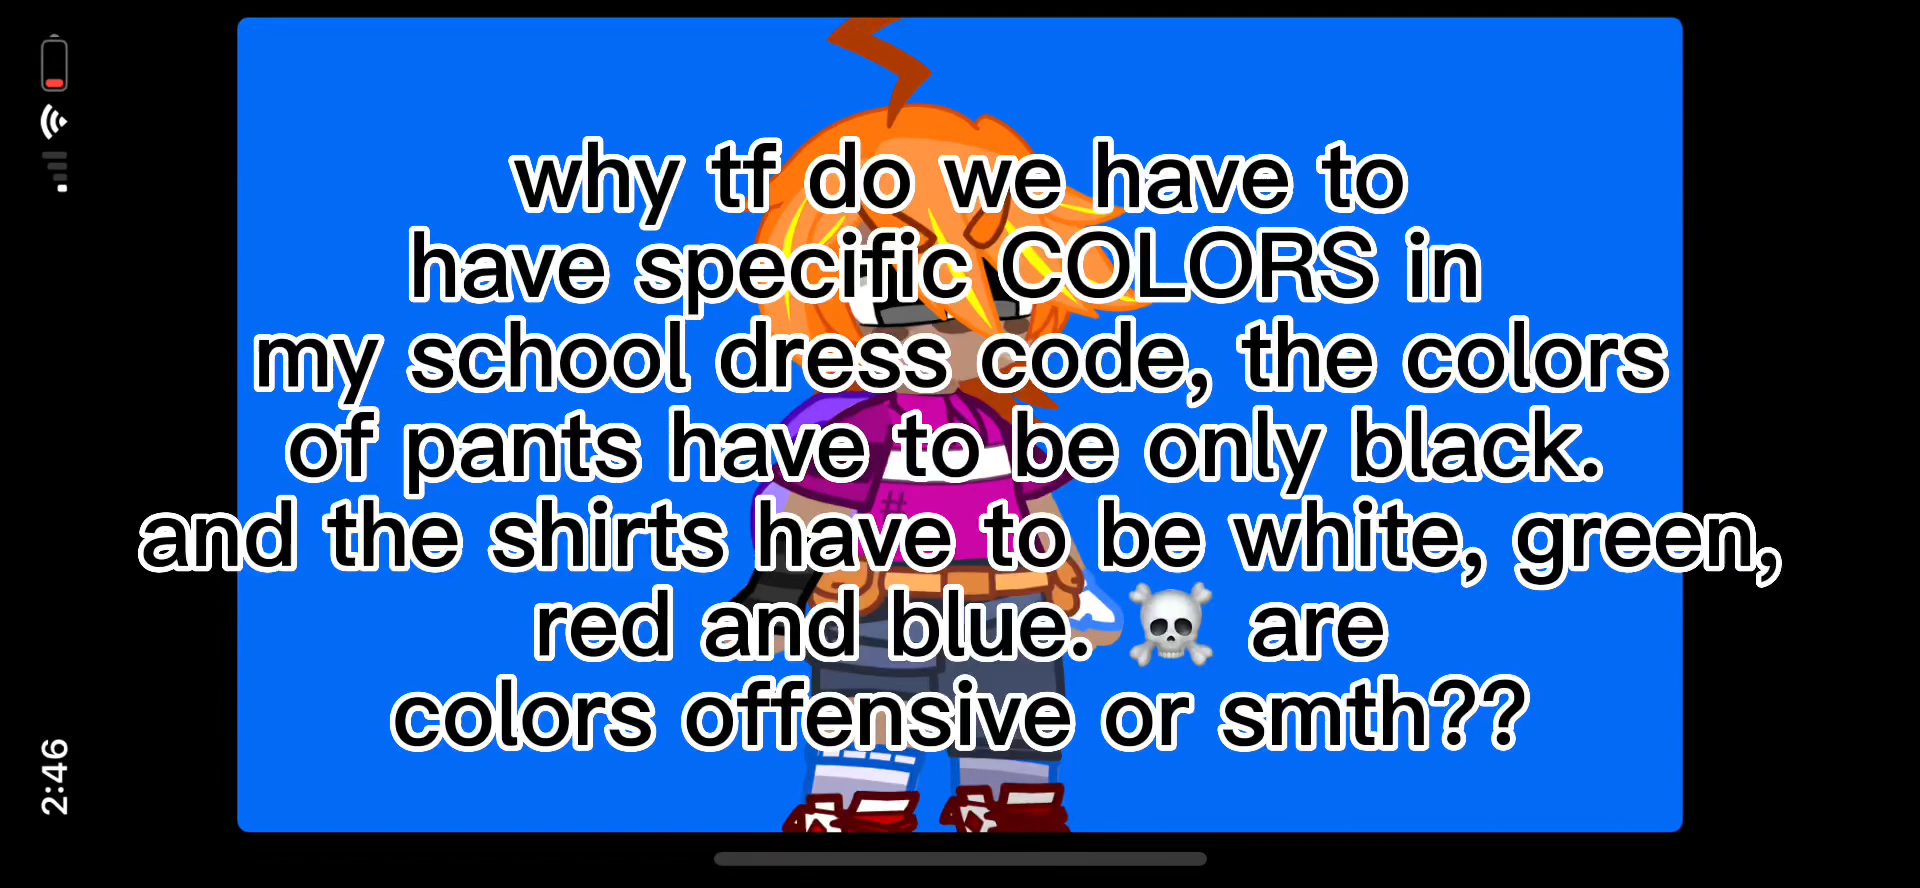 why tf do we have to
have specific COLORS in
my school dress code, the colors
of pants have to be only black.
and the shirts have to be white, green,
red and blue. ☠️ are
colors offensive or smth??
2:46